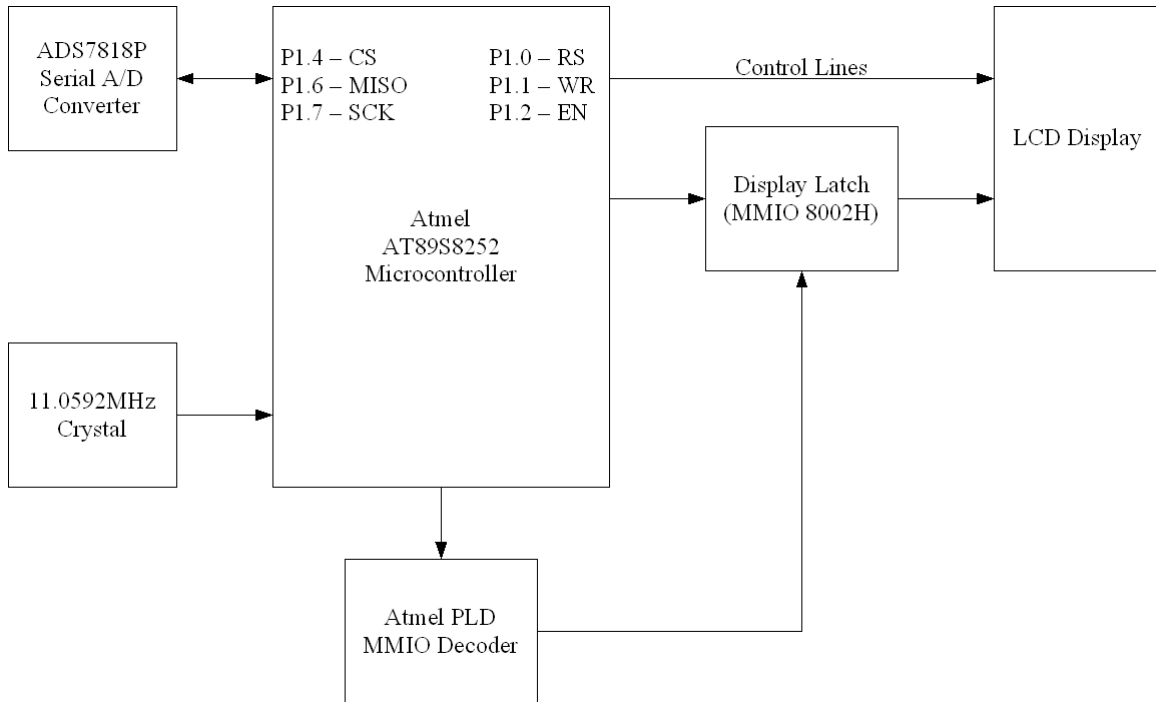 ADS7818P
Serial A/D
Converter
P1.4 – CS
P1.6 – MISO
P1.7 – SCK
P1.0 – RS
P1.1 – WR
P1.2 – EN
Control Lines
LCD Display
Display Latch
(MMIO 8002H)
Atmel
AT89S8252
Microcontroller
11.0592MHz
Crystal
Atmel PLD
MMIO Decoder